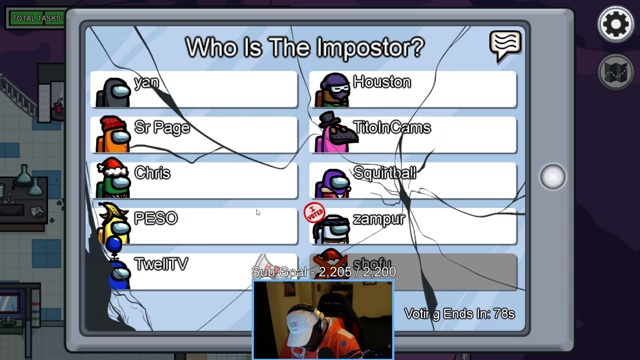 TOTAL TASKS
Who Is The Impostor?
yan
Houston
Sr Page
TitoInCams
Chris
Squirtball
PESO
I VOTED
zampur
TwellTV
shofu
Sub Goal - 2,205 / 2,200
Voting Ends In: 78s